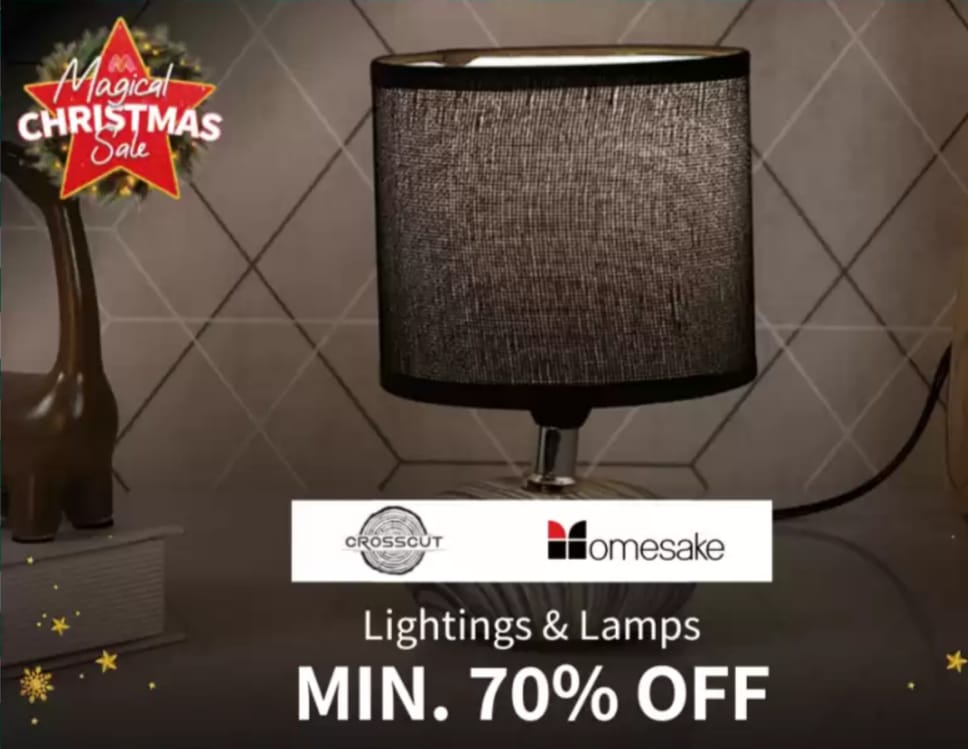 Magical
CHRISTMAS
Sale
CROSSCUT
Homesake
Lightings & Lamps
MIN. 70% OFF